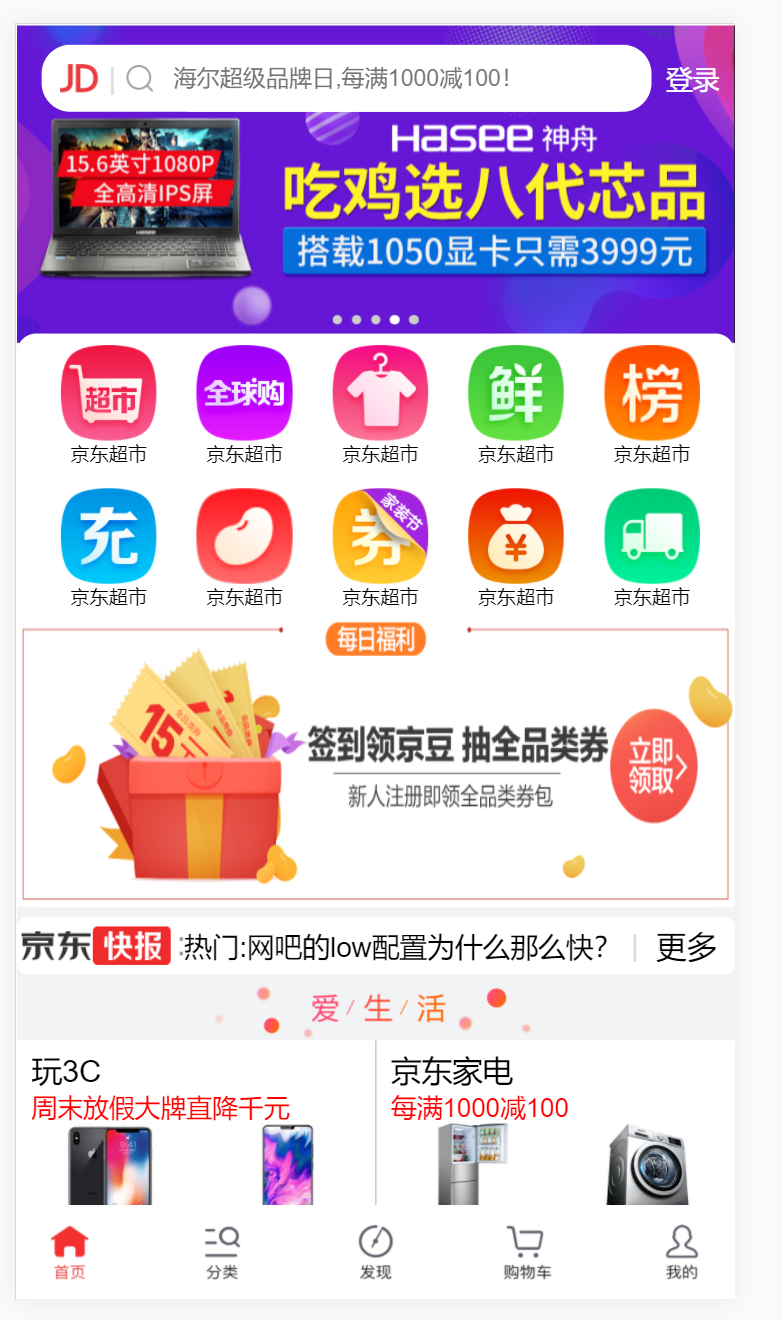 JD
海尔超级品牌日,每满1000减100!
登录
Hasee 神舟
15.6英寸1080P
全高清IPS屏
吃鸡选八代芯品
搭载1050显卡只需3999元
超市
全球购
鲜
榜
京东超市
京东超市
京东超市
京东超市
京东超市
充
券
家装节
¥
京东超市
京东超市
京东超市
京东超市
京东超市
每日福利
15元
签到领京豆 抽全品类券
新人注册即领全品类券包
立即
领取
京东快报
热门:网吧的low配置为什么那么快?
更多
爱/生/活
玩3C
京东家电
周末放假大牌直降千元
每满1000减100
首页
分类
发现
购物车
我的